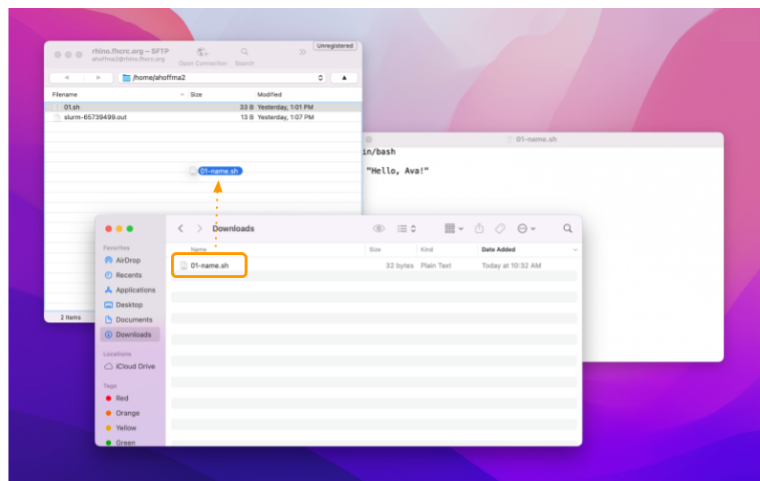 Unregistered
rhino.fhcrc.org – SFTP
ahoffma2@rhino.fhcrc.org
Open Connection Search
/home/ahoffma2
Filename Size Modified
01.sh 33 B Yesterday, 1:01 PM
slurm-65739499.out 13 B Yesterday, 1:07 PM
01-name.sh
2 items
01-name.sh
in/bash
"Hello, Ava!"
Downloads
Favorites
AirDrop
Recents
Applications
Desktop
Documents
Downloads
Locations
iCloud Drive
Tags
Red
Orange
Yellow
Green
Name Size Kind Date Added
01-name.sh 32 bytes Plain Text Today at 10:32 AM